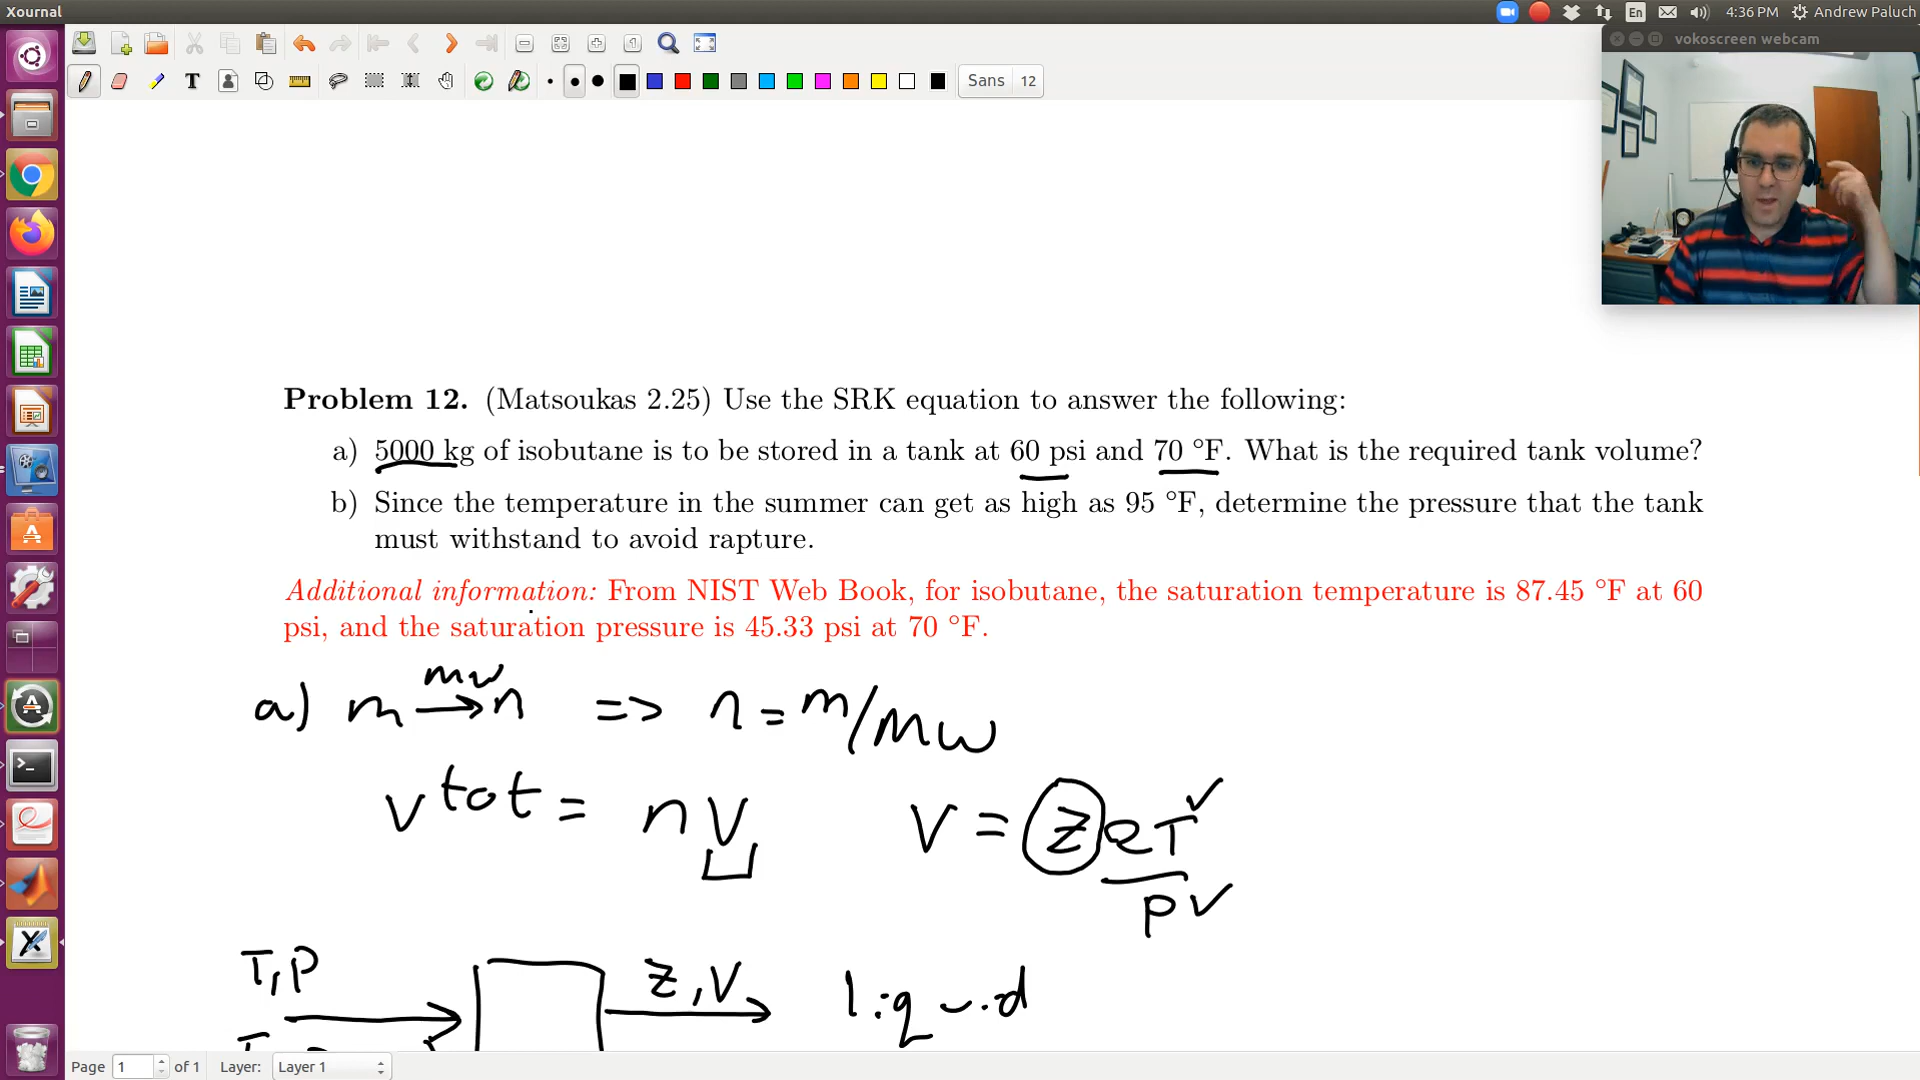 Xournal
En 4:36 PM Andrew Paluch
vokoscreen webcam
Sans 12
Problem 12. (Matsoukas 2.25) Use the SRK equation to answer the following:
a) 5000 kg of isobutane is to be stored in a tank at 60 psi and 70 °F. What is the required tank volume?
b) Since the temperature in the summer can get as high as 95 °F, determine the pressure that the tank
must withstand to avoid rapture.
Additional information: From NIST Web Book, for isobutane, the saturation temperature is 87.45 °F at 60
psi, and the saturation pressure is 45.33 psi at 70 °F.
a) m →MW n => n = m/MW
V^tot = nV V = ZRT✓
P✓
T,P Z,V liquid
Page 1 of 1 Layer: Layer 1